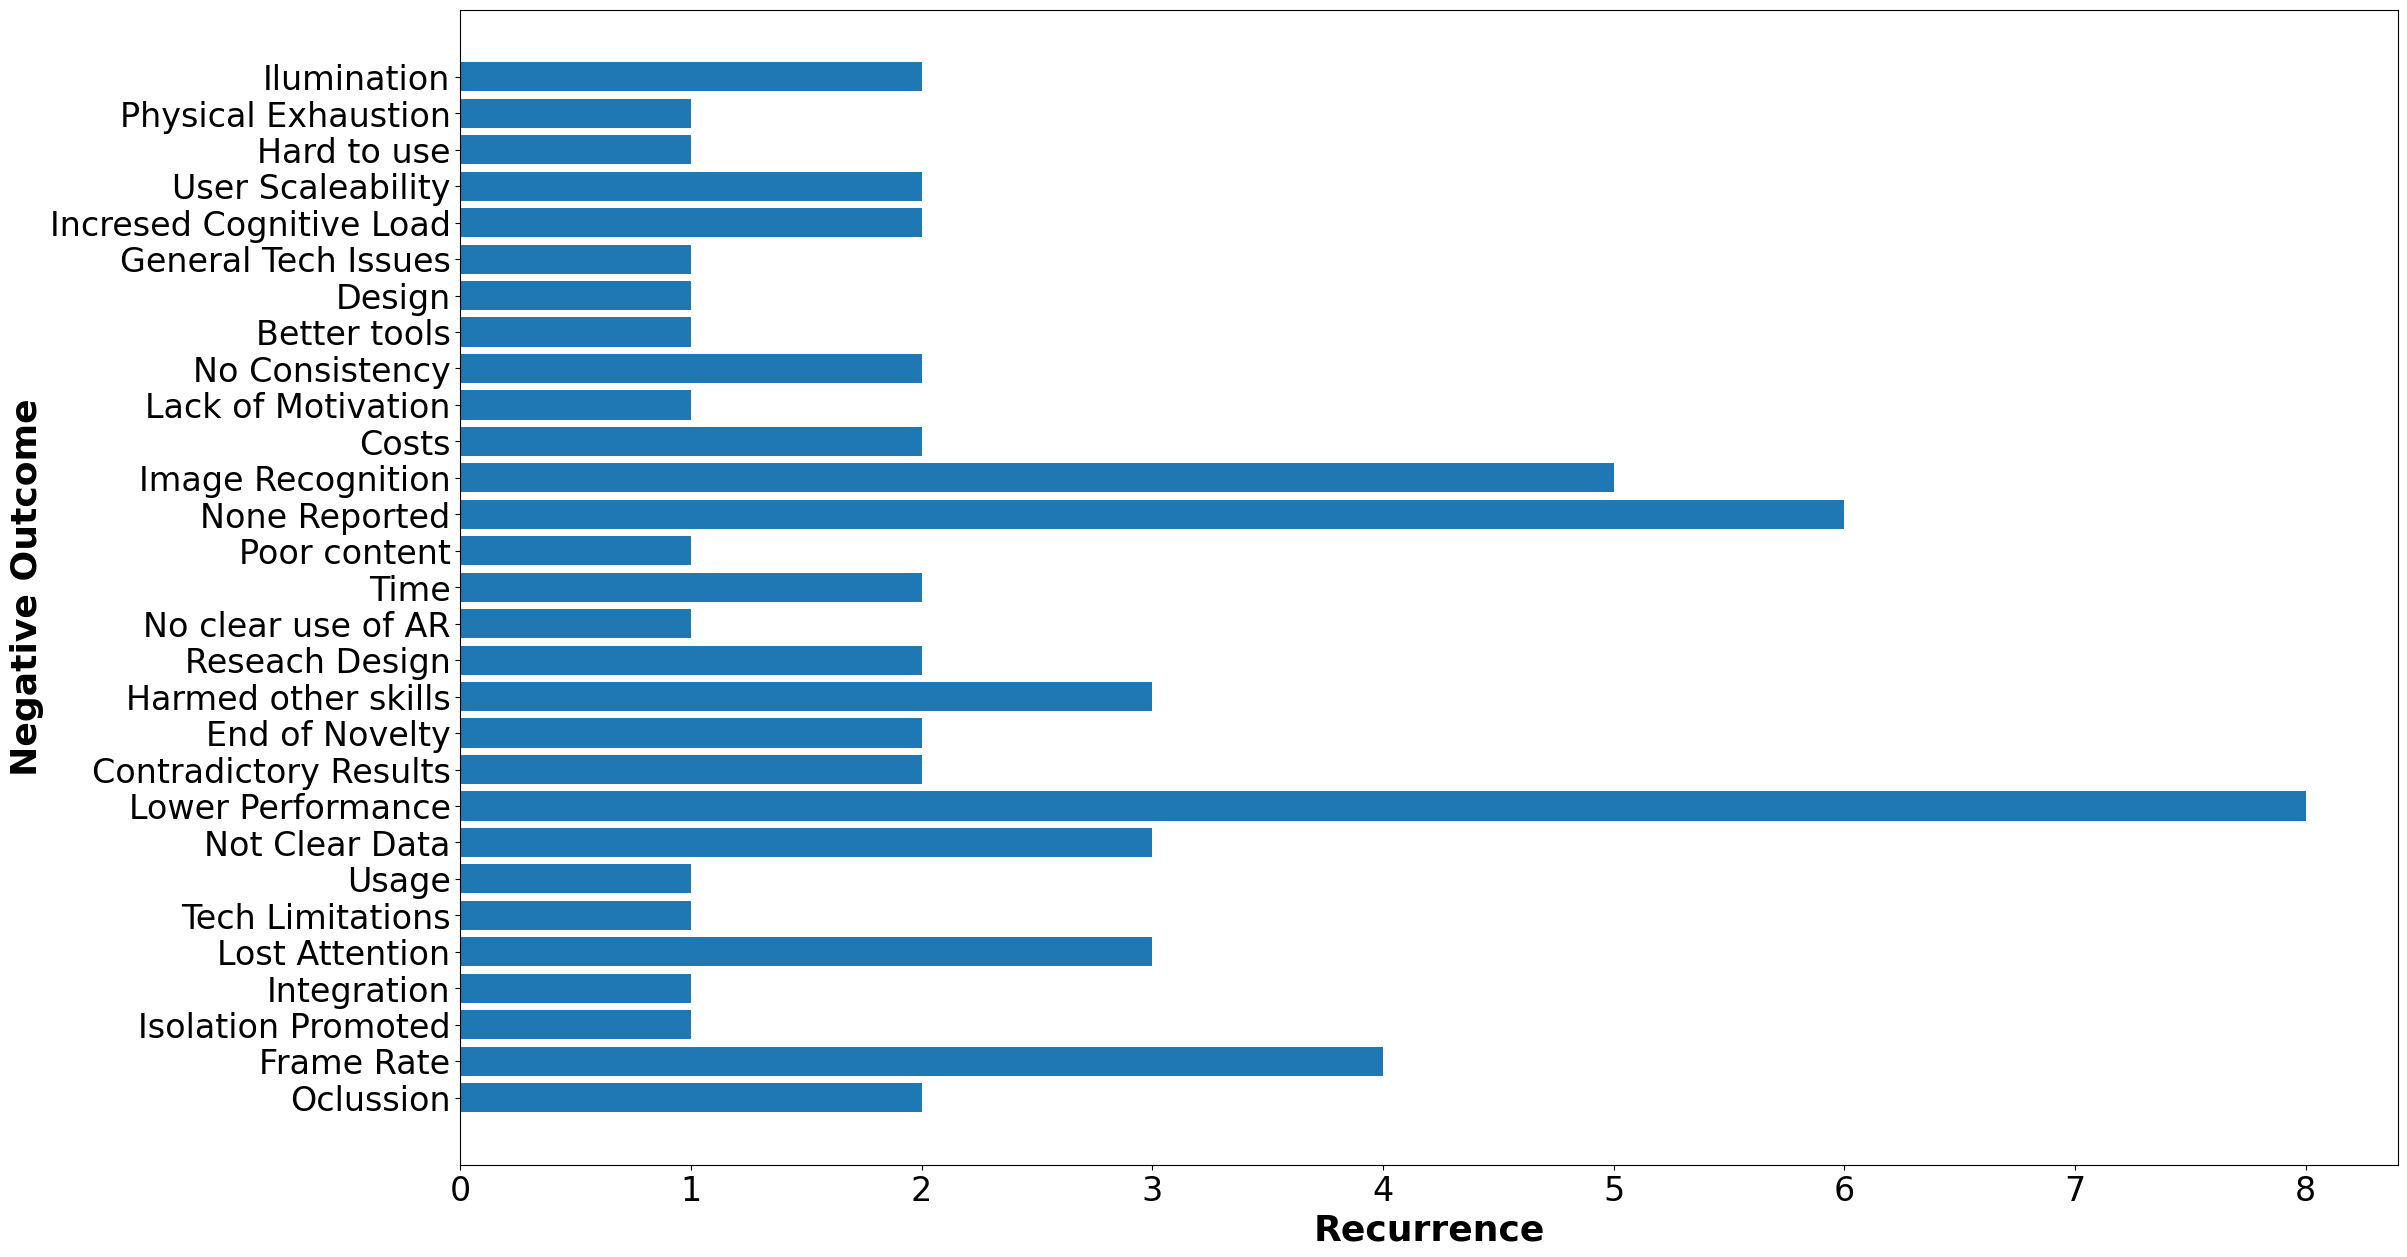 Ilumination
Physical Exhaustion
Hard to use
User Scaleability
Incresed Cognitive Load
General Tech Issues
Design
Better tools
No Consistency
Lack of Motivation
Costs
Image Recognition
None Reported
Poor content
Time
No clear use of AR
Reseach Design
Harmed other skills
End of Novelty
Contradictory Results
Lower Performance
Not Clear Data
Usage
Tech Limitations
Lost Attention
Integration
Isolation Promoted
Frame Rate
Oclussion
Negative Outcome
0 1 2 3 4 5 6 7 8
Recurrence